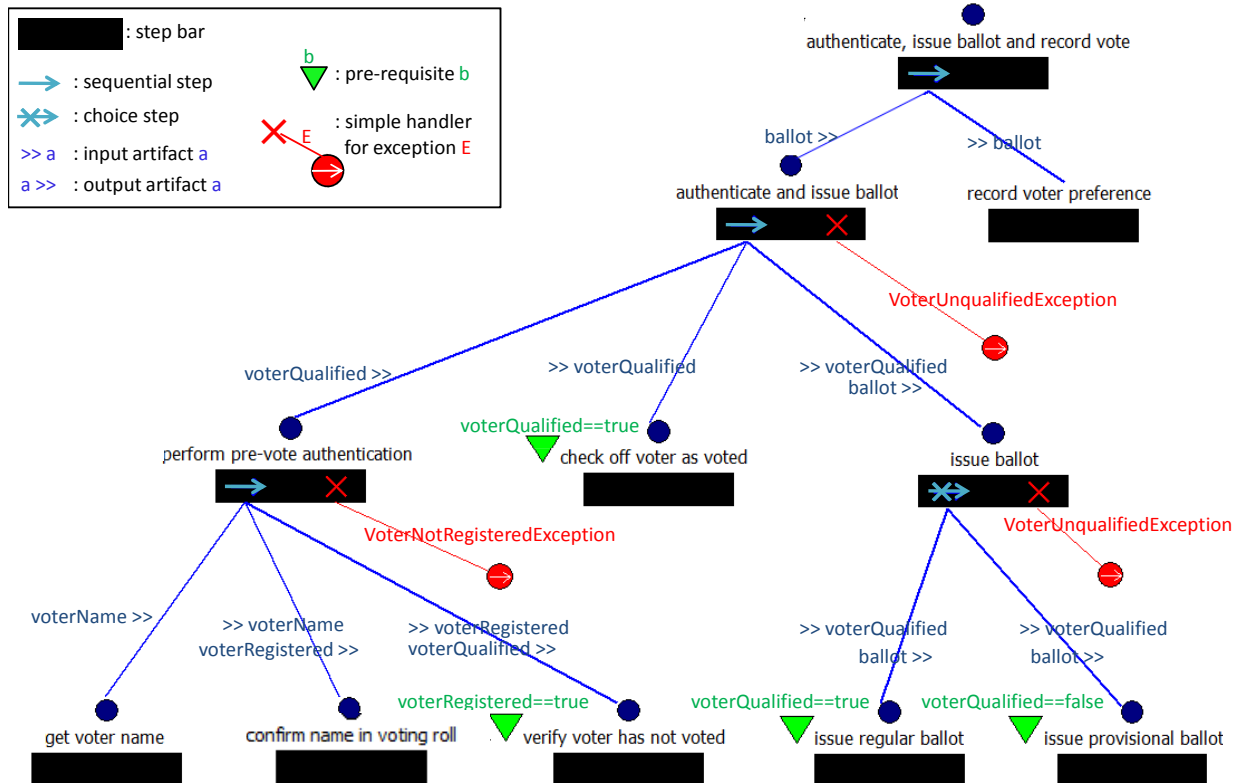 : step bar
: sequential step
: choice step
>> a : input artifact a
a >> : output artifact a
b
: pre-requisite b
E
: simple handler
for exception E
authenticate, issue ballot and record vote
ballot >>
>> ballot
authenticate and issue ballot
record voter preference
VoterUnqualifiedException
voterQualified >>
>> voterQualified
>> voterQualified
ballot >>
voterQualified==true
perform pre-vote authentication
check off voter as voted
issue ballot
VoterNotRegisteredException
VoterUnqualifiedException
voterName >>
>> voterName
voterRegistered >>
>> voterRegistered
voterQualified >>
>> voterQualified
ballot >>
>> voterQualified
ballot >>
voterRegistered==true
voterQualified==true
voterQualified==false
get voter name
confirm name in voting roll
verify voter has not voted
issue regular ballot
issue provisional ballot